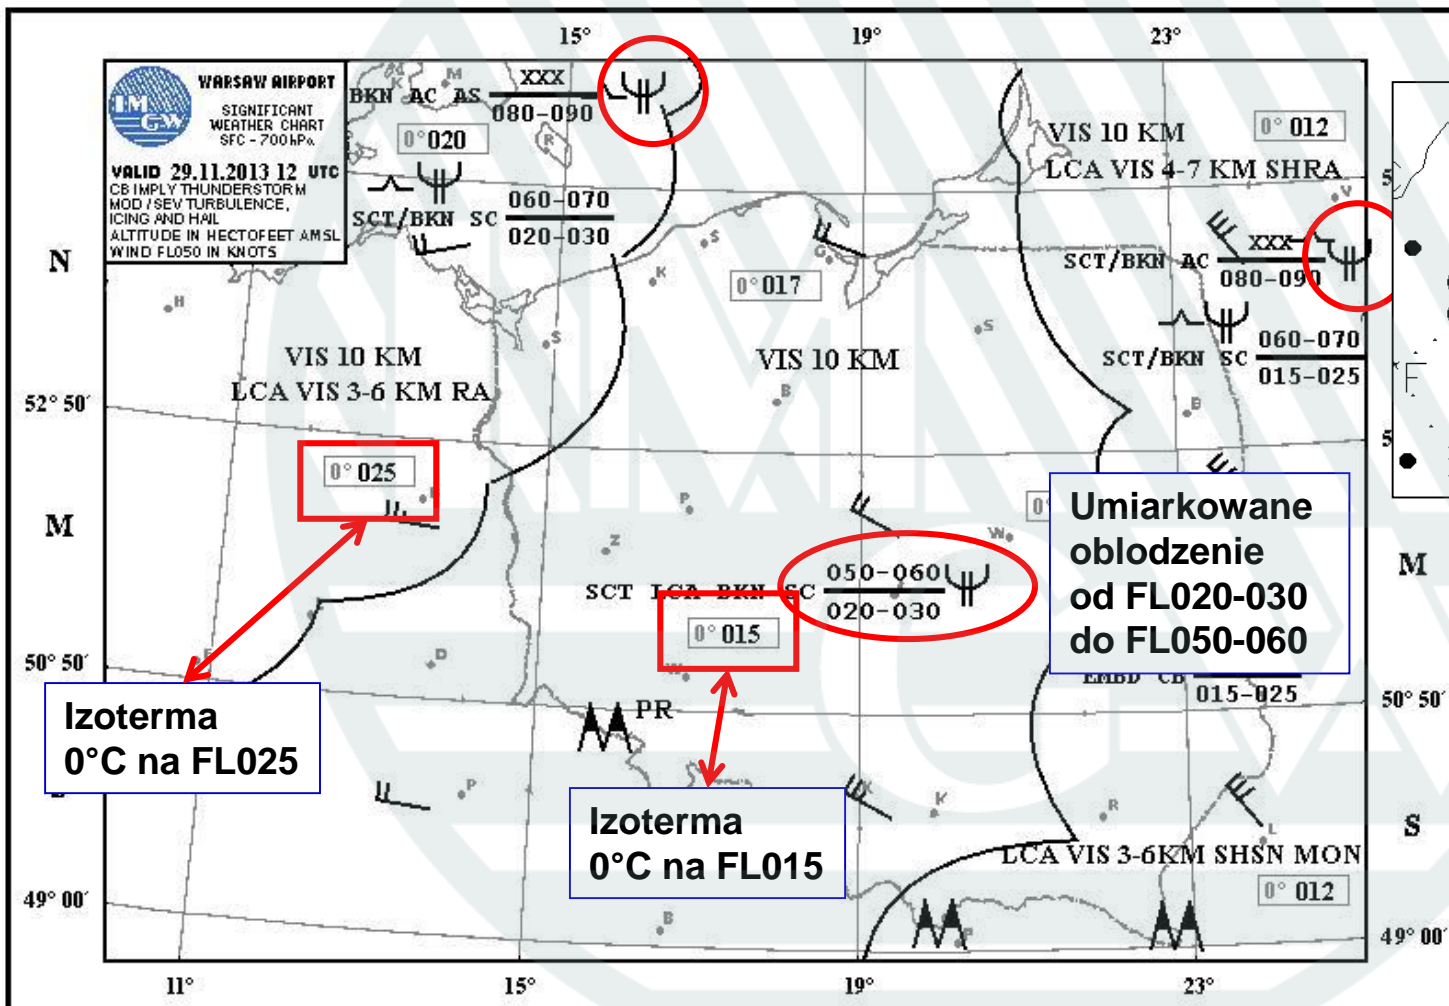 15°
19°
23°
IM
GW
WARSAW AIRPORT
SIGNIFICANT
WEATHER CHART
SFC - 700 hPa
VALID 29.11.2013 12 UTC
CB IMPLY THUNDERSTORM
MOD / SEV TURBULENCE,
ICING AND HAIL
ALTITUDE IN HECTOFEET AMSL
WIND FL050 IN KNOTS
BKN AC AS XXX
080-090
0° 020
SCT/BKN SC 060-070
020-030
VIS 10 KM
LCA VIS 4-7 KM SHRA
0° 012
SCT/BKN AC XXX
080-090
SCT/BKN SC 060-070
015-025
N
0° 017
VIS 10 KM
LCA VIS 3-6 KM RA
VIS 10 KM
52° 50´
0° 025
M
M
SCT LCA BKN SC 050-060
020-030
0° 015
Umiarkowane
oblodzenie
od FL020-030
do FL050-060
EMBD CB
015-025
50° 50´
50° 50´
Izoterma
0°C na FL025
PR
Izoterma
0°C na FL015
S
LCA VIS 3-6KM SHSN MON
0° 012
49° 00´
49° 00´
11°
15°
19°
23°